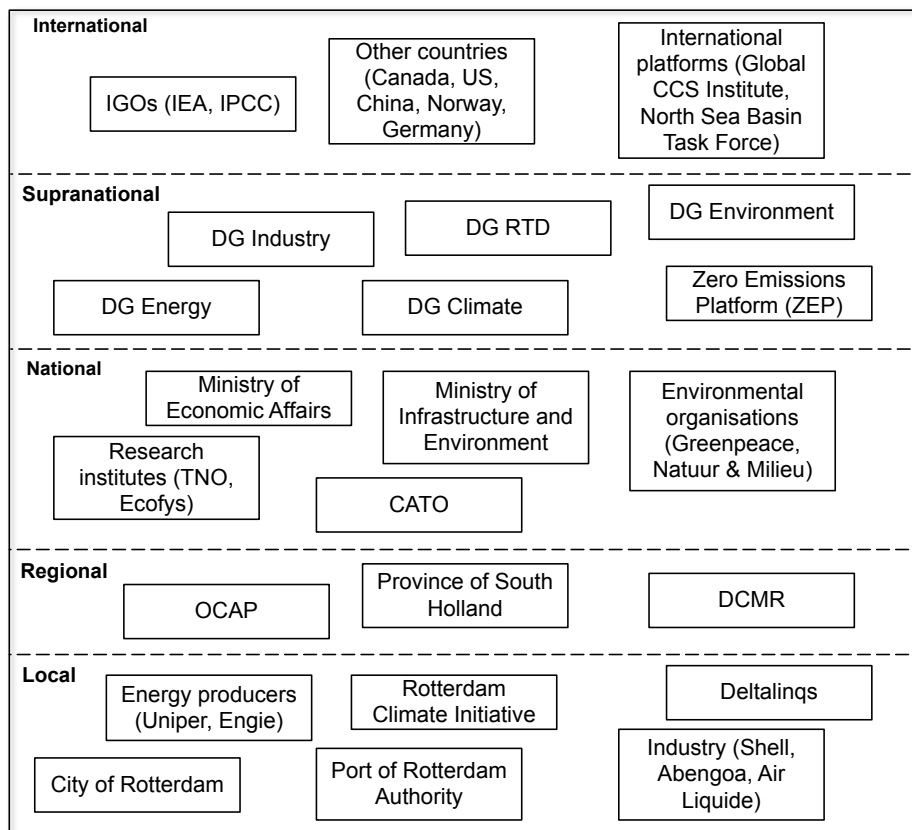 International
IGOs (IEA, IPCC)
Other countries
(Canada, US,
China, Norway,
Germany)
International
platforms (Global
CCS Institute,
North Sea Basin
Task Force)
Supranational
DG Industry
DG RTD
DG Environment
DG Energy
DG Climate
Zero Emissions
Platform (ZEP)
National
Ministry of
Economic Affairs
Ministry of
Infrastructure and
Environment
Environmental
organisations
(Greenpeace,
Natuur & Milieu)
Research
institutes (TNO,
Ecofys)
CATO
Regional
OCAP
Province of South
Holland
DCMR
Local
Energy producers
(Uniper, Engie)
Rotterdam
Climate Initiative
Deltalinqs
City of Rotterdam
Port of Rotterdam
Authority
Industry (Shell,
Abengoa, Air
Liquide)